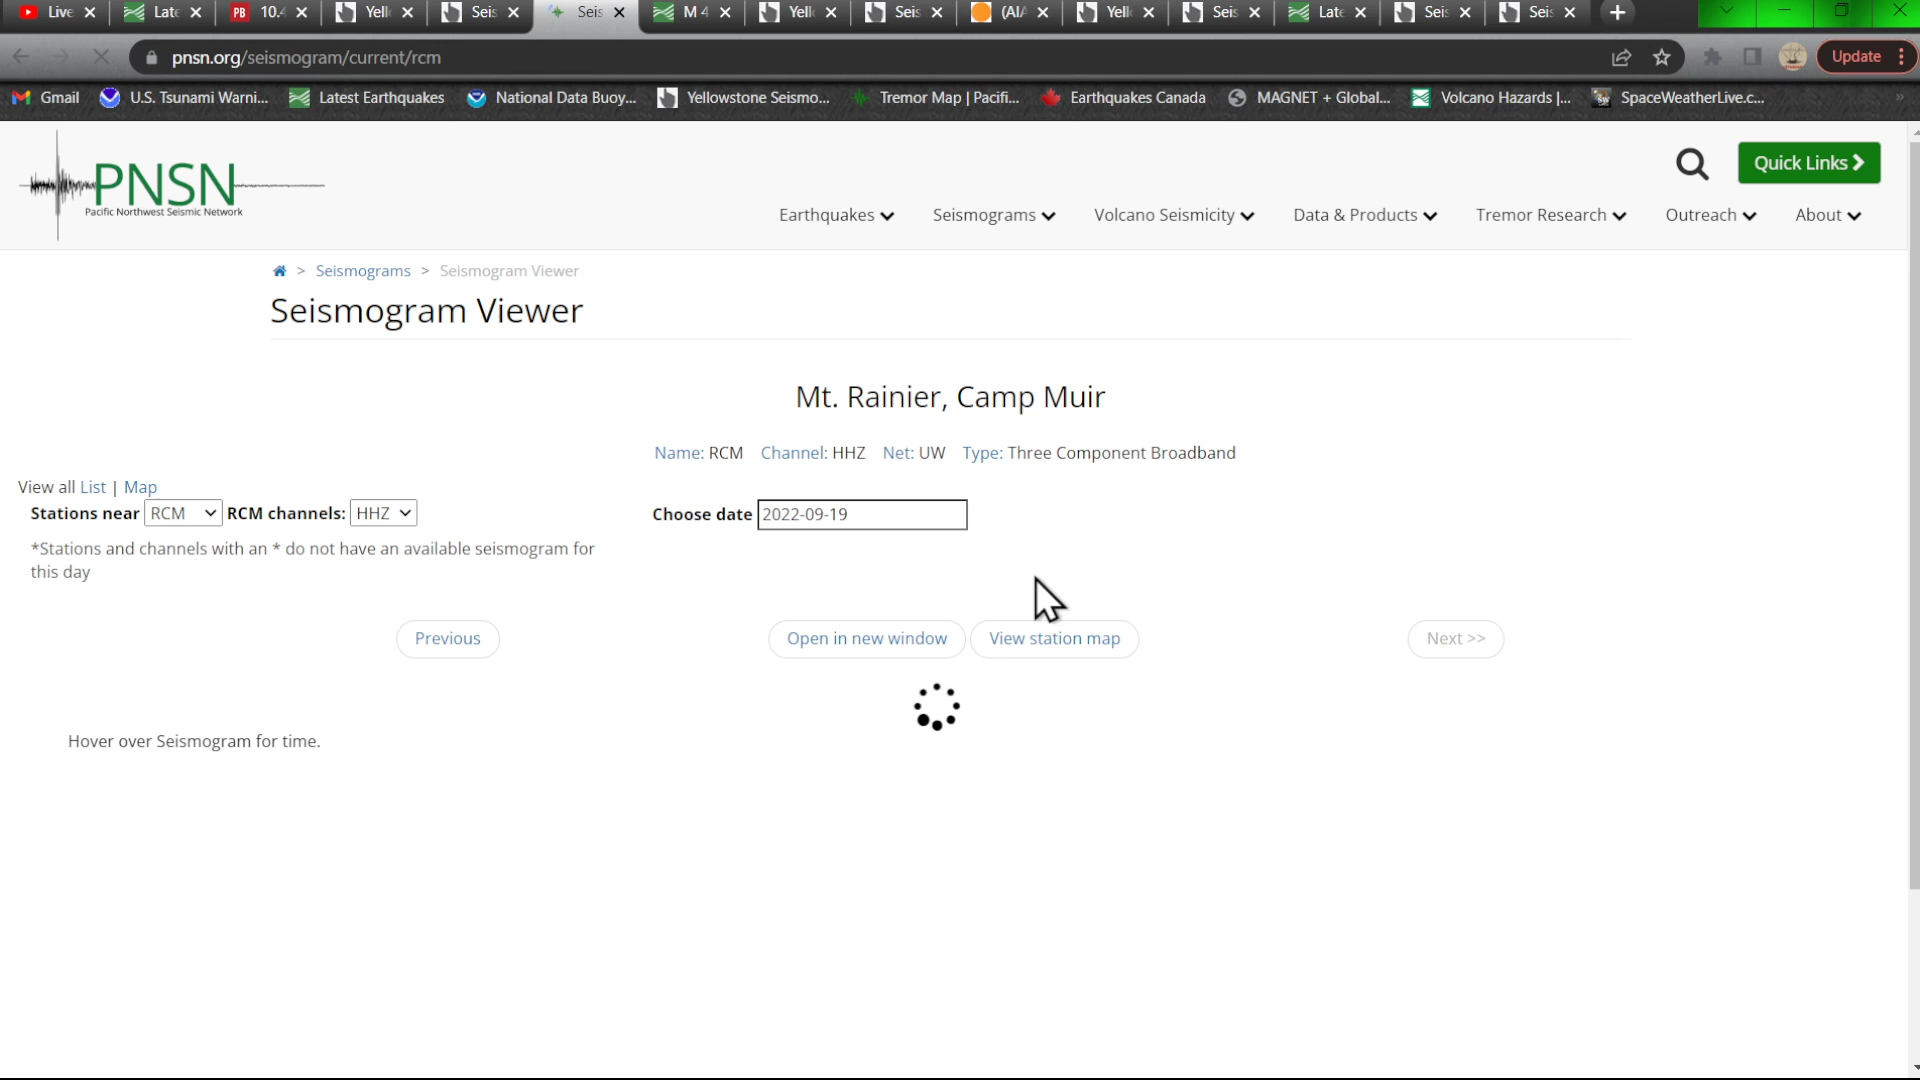 Live Late PB 10.4 Yell Seis Seis M 4 Yell Seis (AIA Yell Seis Late Seis Seis
pnsn.org/seismogram/current/rcm Update
Gmail U.S. Tsunami Warni... Latest Earthquakes National Data Buoy... Yellowstone Seismo... Tremor Map | Pacifi... Earthquakes Canada MAGNET + Global... Volcano Hazards |... SpaceWeatherLive.c... »
PNSN
Pacific Northwest Seismic Network
Quick Links
Earthquakes Seismograms Volcano Seismicity Data & Products Tremor Research Outreach About
> Seismograms > Seismogram Viewer
Seismogram Viewer
Mt. Rainier, Camp Muir
Name: RCM Channel: HHZ Net: UW Type: Three Component Broadband
View all List | Map
Stations near RCM RCM channels: HHZ
Choose date 2022-09-19
*Stations and channels with an * do not have an available seismogram for
this day
Previous Open in new window View station map Next >>
Hover over Seismogram for time.